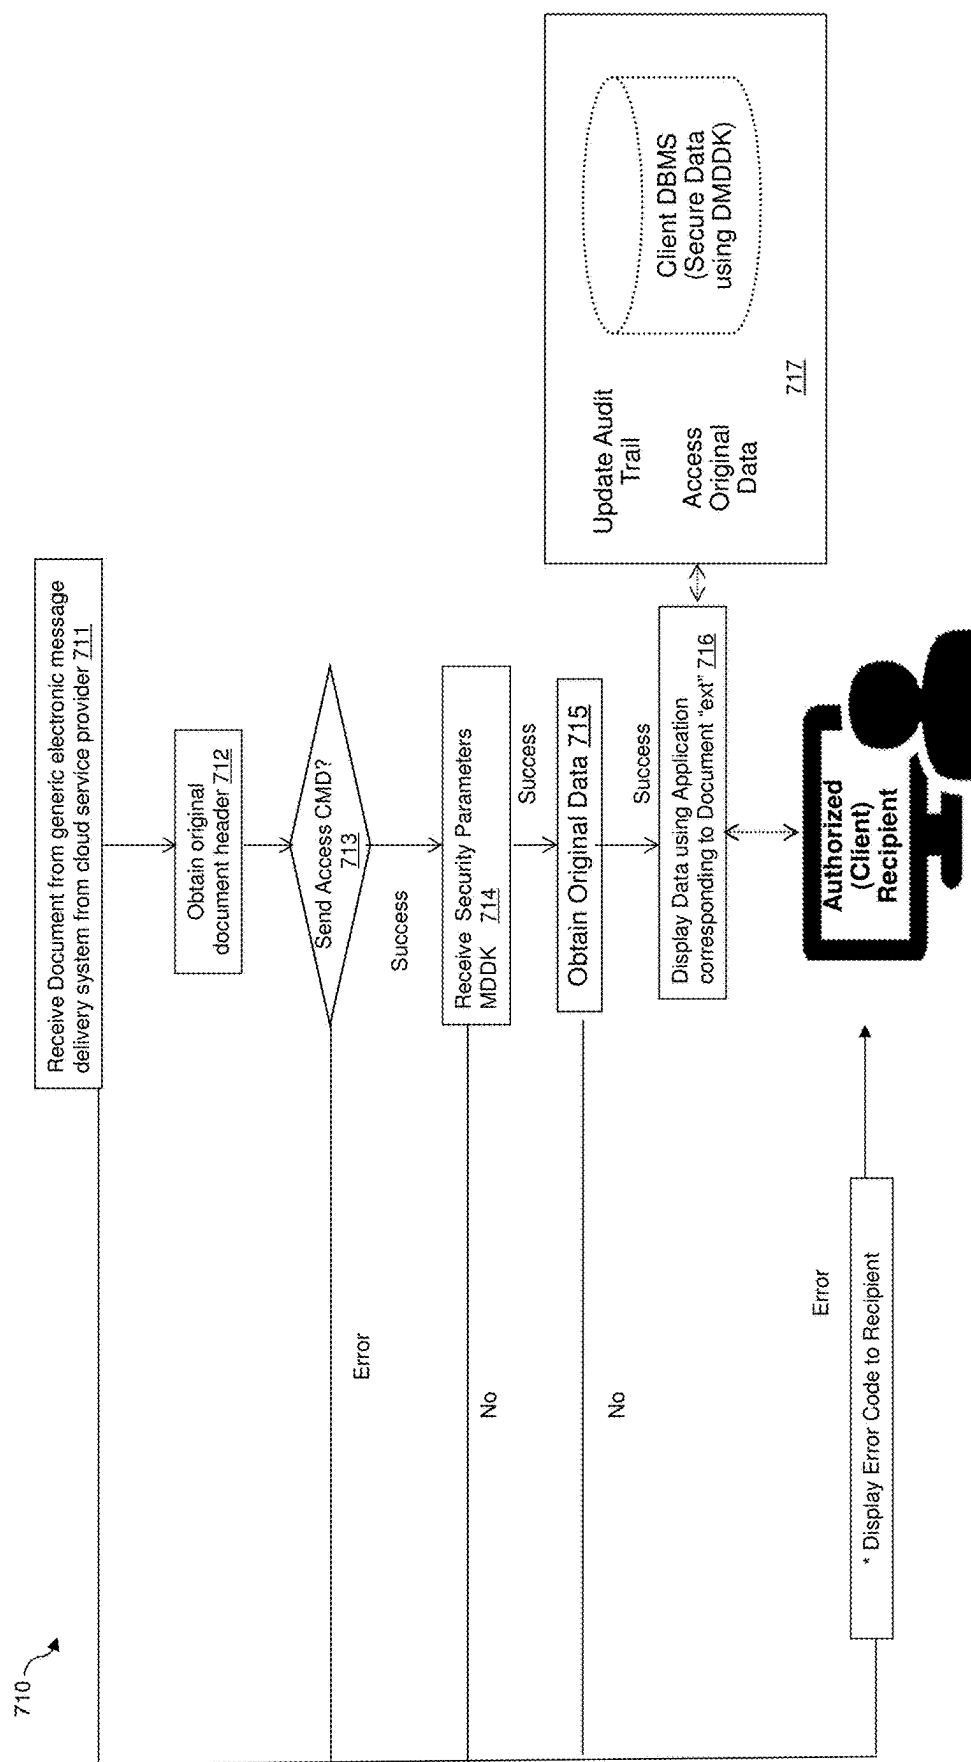 710
Receive Document from generic electronic message
delivery system from cloud service provider 711
Obtain original
document header 712
Send Access CMD?
713
Error
Success
Receive Security Parameters
MDDK 714
No
Success
Obtain Original Data 715
No
Success
Display Data using Application
corresponding to Document "ext" 716
Update Audit
Trail
Access
Original
Data
Client DBMS
(Secure Data
using DMDDK)
717
Error
* Display Error Code to Recipient
Authorized
(Client)
Recipient